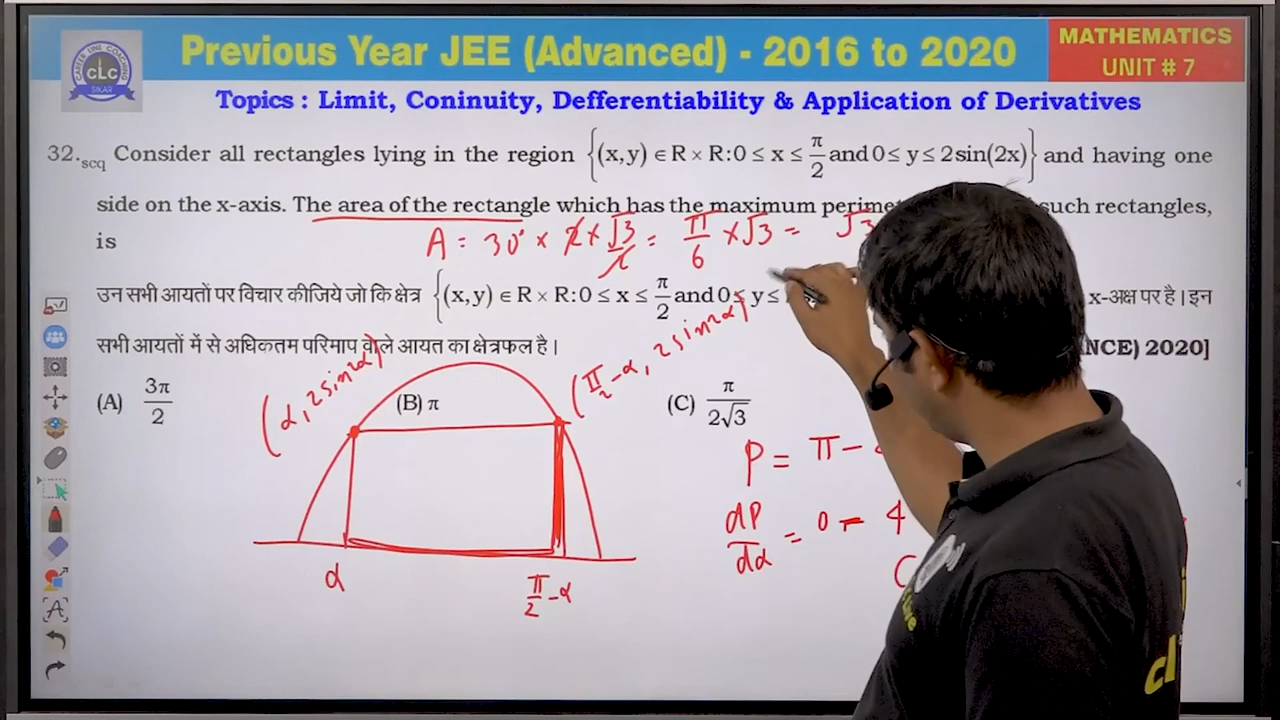 Previous Year JEE (Advanced) - 2016 to 2020
MATHEMATICS
UNIT # 7
CLC
SIKAR
Topics : Limit, Coninuity, Defferentiability & Application of Derivatives
32.scq Consider all rectangles lying in the region {(x,y) ∈ R × R : 0 ≤ x ≤ π/2 and 0 ≤ y ≤ 2sin(2x)} and having one
side on the x-axis. The area of the rectangle which has the maximum such rectangles,
is
A = 30° × 2 × √3/2 = π/6 × √3 = √3
उन सभी आयतों पर विचार कीजिये जो कि क्षेत्र {(x,y) ∈ R × R : 0 ≤ x ≤ π/2 and 0 ≤ y ≤ x-अक्ष पर है। इन
सभी आयतों में से अधिकतम परिमाप वाले आयत का क्षेत्रफल है। 2020]
(A) 3π/2
(B) π
(C) π/2√3
(α, 2sin2α)
(π/2-α, 2sin2α)
P = π-
dP/dα = 0 - 4
α
π/2-α